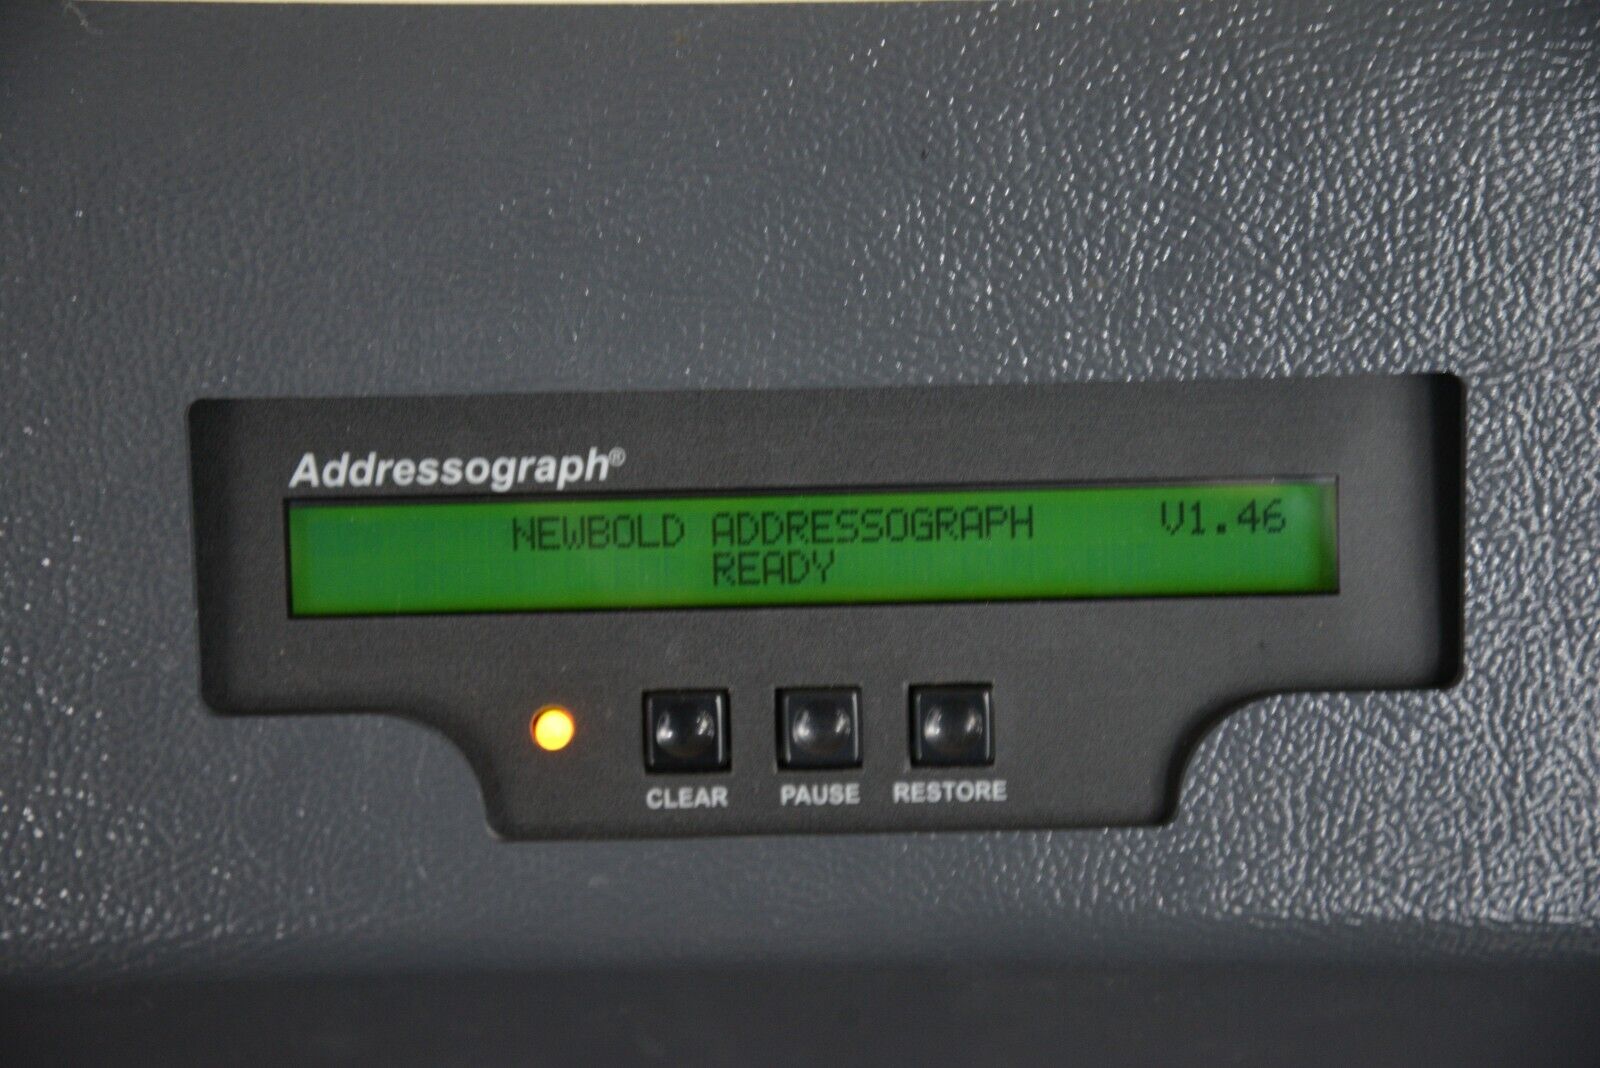 Addressograph®
NEWBOLD ADDRESSOGRAPH V1.46
READY
CLEAR PAUSE RESTORE